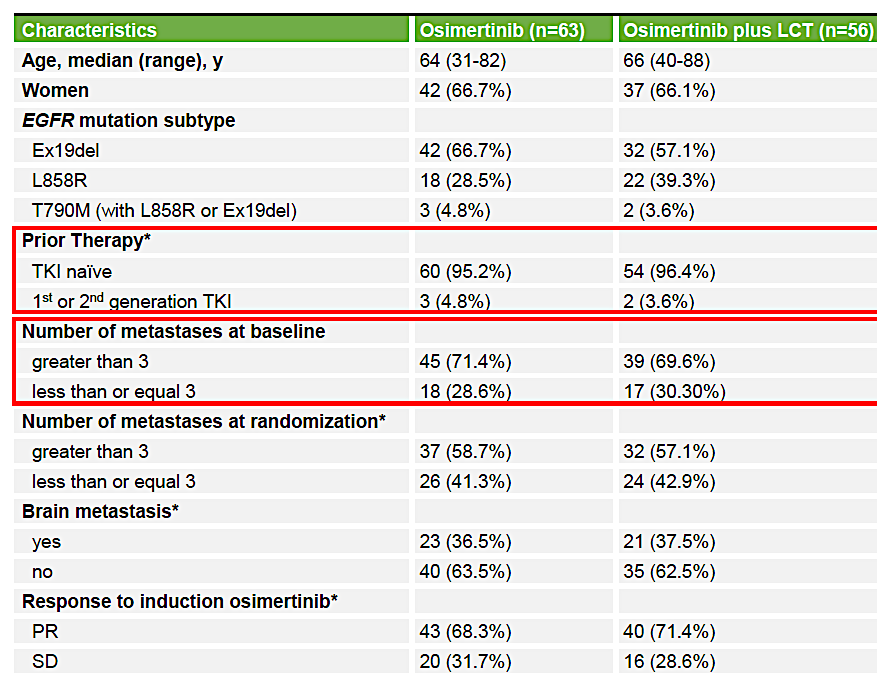 Characteristics Osimertinib (n=63) Osimertinib plus LCT (n=56)
Age, median (range), y 64 (31-82) 66 (40-88)
Women 42 (66.7%) 37 (66.1%)
EGFR mutation subtype
Ex19del 42 (66.7%) 32 (57.1%)
L858R 18 (28.5%) 22 (39.3%)
T790M (with L858R or Ex19del) 3 (4.8%) 2 (3.6%)
Prior Therapy*
TKI naïve 60 (95.2%) 54 (96.4%)
1st or 2nd generation TKI 3 (4.8%) 2 (3.6%)
Number of metastases at baseline
greater than 3 45 (71.4%) 39 (69.6%)
less than or equal 3 18 (28.6%) 17 (30.30%)
Number of metastases at randomization*
greater than 3 37 (58.7%) 32 (57.1%)
less than or equal 3 26 (41.3%) 24 (42.9%)
Brain metastasis*
yes 23 (36.5%) 21 (37.5%)
no 40 (63.5%) 35 (62.5%)
Response to induction osimertinib*
PR 43 (68.3%) 40 (71.4%)
SD 20 (31.7%) 16 (28.6%)